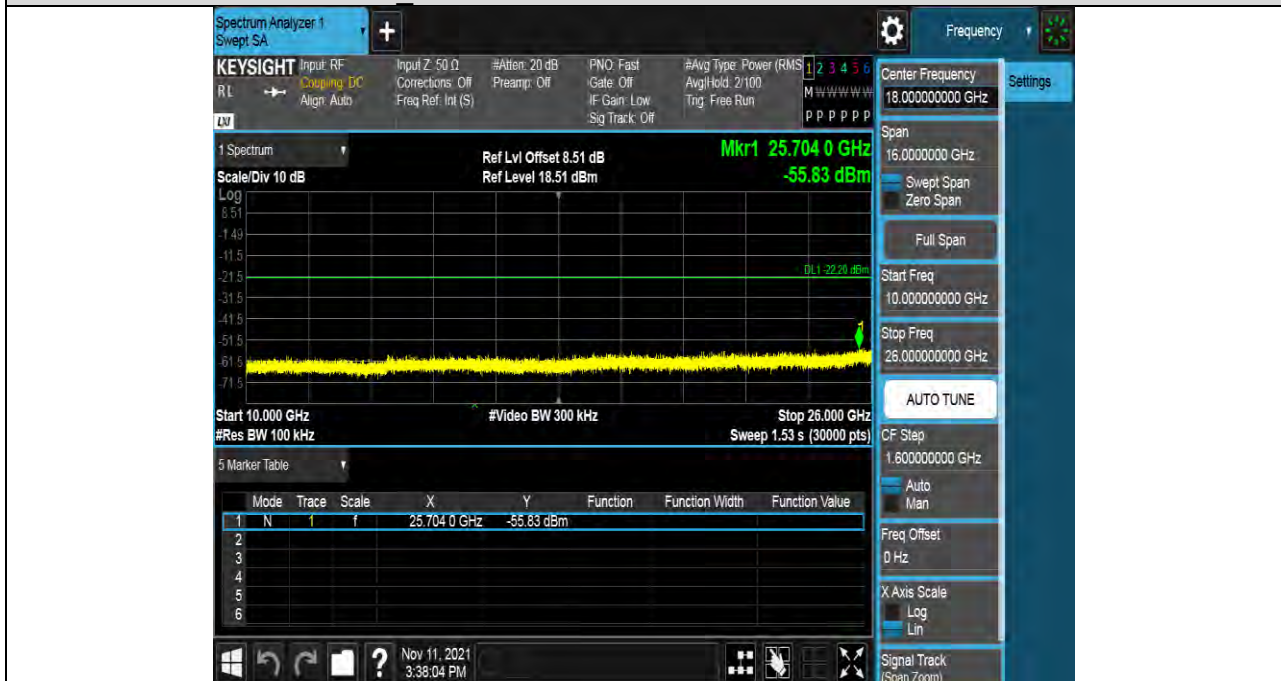 Spectrum Analyzer 1
Swept SA
+
Frequency
KEYSIGHT
RL
LXI
Input: RF
Coupling: DC
Align: Auto
Input Z: 50 Ω
Corrections: Off
Freq Ref: Int (S)
#Atten: 20 dB
Preamp: Off
PNO: Fast
Gate: Off
IF Gain: Low
Sig Track: Off
#Avg Type: Power (RMS
Avg|Hold: 2/100
Trig: Free Run
1 2 3 4 5 6
M W W W W W
P P P P P P
Center Frequency
18.000000000 GHz
Settings
1 Spectrum
Scale/Div 10 dB
Ref Lvl Offset 8.51 dB
Ref Level 18.51 dBm
Mkr1 25.704 0 GHz
-55.83 dBm
Log
8.51
-1.49
-11.5
-21.5
-31.5
-41.5
-51.5
-61.5
-71.5
DL1 -22.20 dBm
1
Start 10.000 GHz
#Video BW 300 kHz
Stop 26.000 GHz
#Res BW 100 kHz
Sweep 1.53 s (30000 pts)
Span
16.0000000 GHz
Swept Span
Zero Span
Full Span
Start Freq
10.000000000 GHz
Stop Freq
26.000000000 GHz
AUTO TUNE
CF Step
1.600000000 GHz
Auto
Man
Freq Offset
0 Hz
X Axis Scale
Log
Lin
Signal Track
(Span Zoom)
5 Marker Table
Mode Trace Scale X Y Function Function Width Function Value
1 N 1 f 25.704 0 GHz -55.83 dBm
2
3
4
5
6
?
Nov 11, 2021
3:38:04 PM